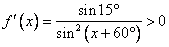 f′(x) = sin15° / sin²(x+60°) > 0